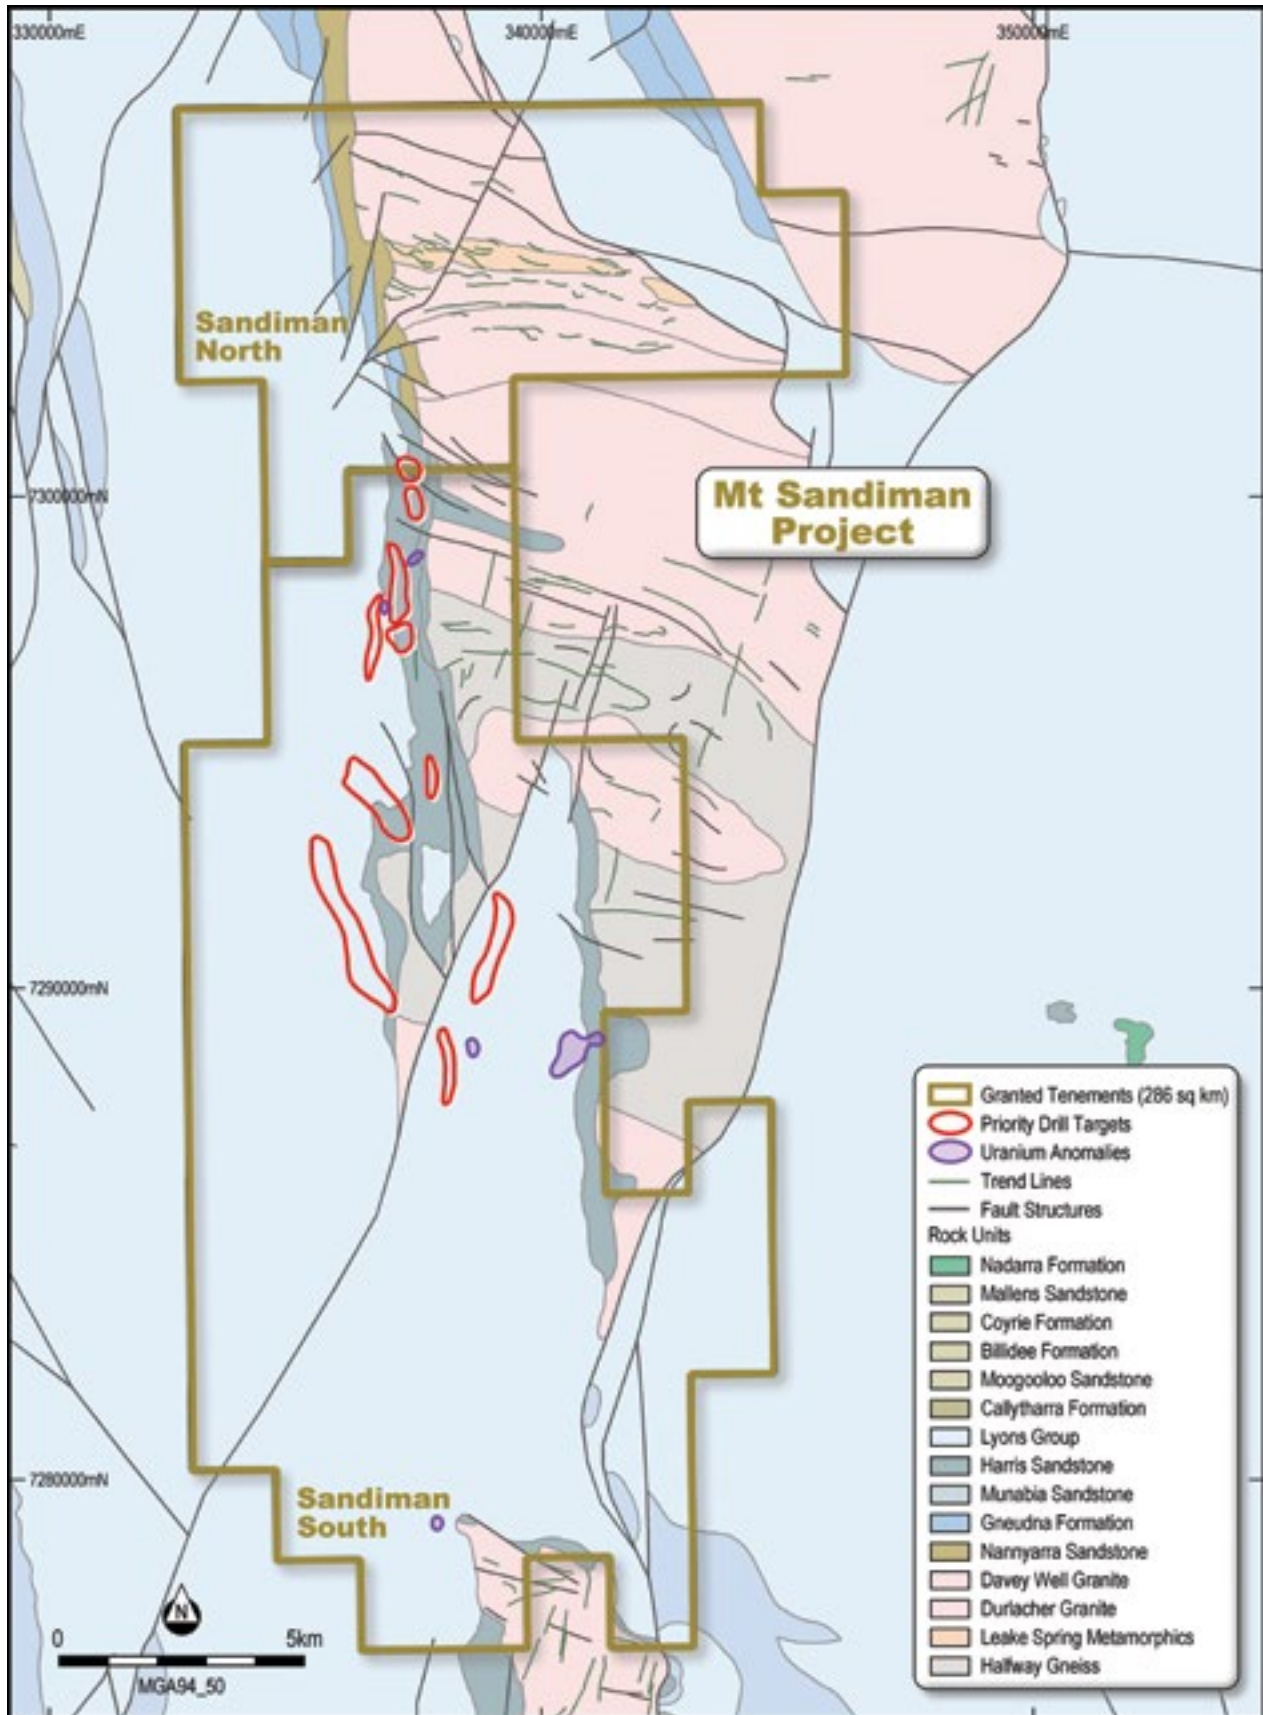 330000mE
340000mE
350000mE
Sandiman
North
7300000mN
Mt Sandiman
Project
7290000mN
7280000mN
Sandiman
South
N
0
5km
MGA94_50
Granted Tenements (286 sq km)
Priority Drill Targets
Uranium Anomalies
Trend Lines
Fault Structures
Rock Units
Nadarra Formation
Mallens Sandstone
Coyrie Formation
Billidee Formation
Moogooloo Sandstone
Callytharra Formation
Lyons Group
Harris Sandstone
Munabia Sandstone
Gneudna Formation
Nannyarra Sandstone
Davey Well Granite
Durlacher Granite
Leake Spring Metamorphics
Halfway Gneiss